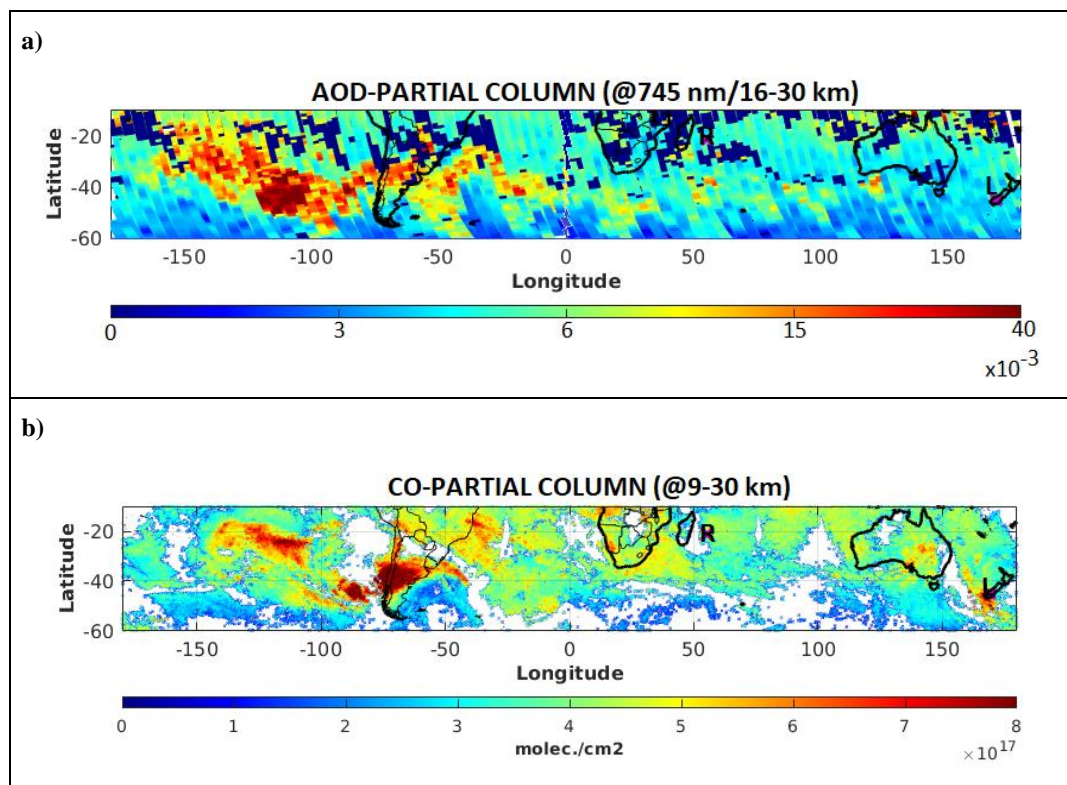 a)
AOD-PARTIAL COLUMN (@745 nm/16-30 km)
R
L
Latitude
-20
-40
-60
-150 -100 -50 0 50 100 150
Longitude
0 3 6 15 40
x10-3
b)
CO-PARTIAL COLUMN (@9-30 km)
R
L
Latitude
-20
-40
-60
-150 -100 -50 0 50 100 150
Longitude
0 1 2 3 4 5 6 7 8
molec./cm2
×10^17